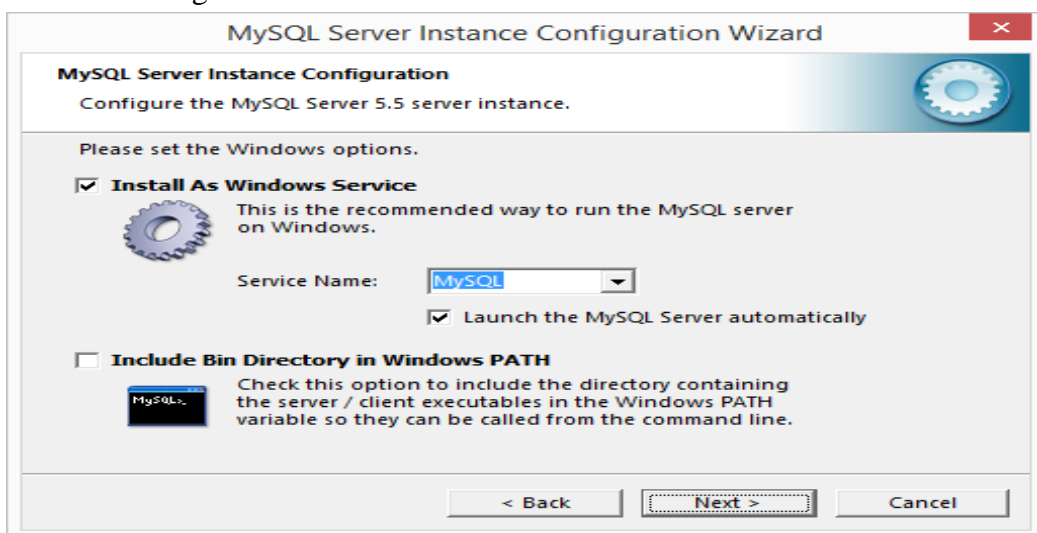 MySQL Server Instance Configuration Wizard
MySQL Server Instance Configuration
Configure the MySQL Server 5.5 server instance.
Please set the Windows options.
Install As Windows Service
This is the recommended way to run the MySQL server
on Windows.
Service Name: MySQL
Launch the MySQL Server automatically
Include Bin Directory in Windows PATH
MySQL>_
Check this option to include the directory containing
the server / client executables in the Windows PATH
variable so they can be called from the command line.
< Back Next > Cancel